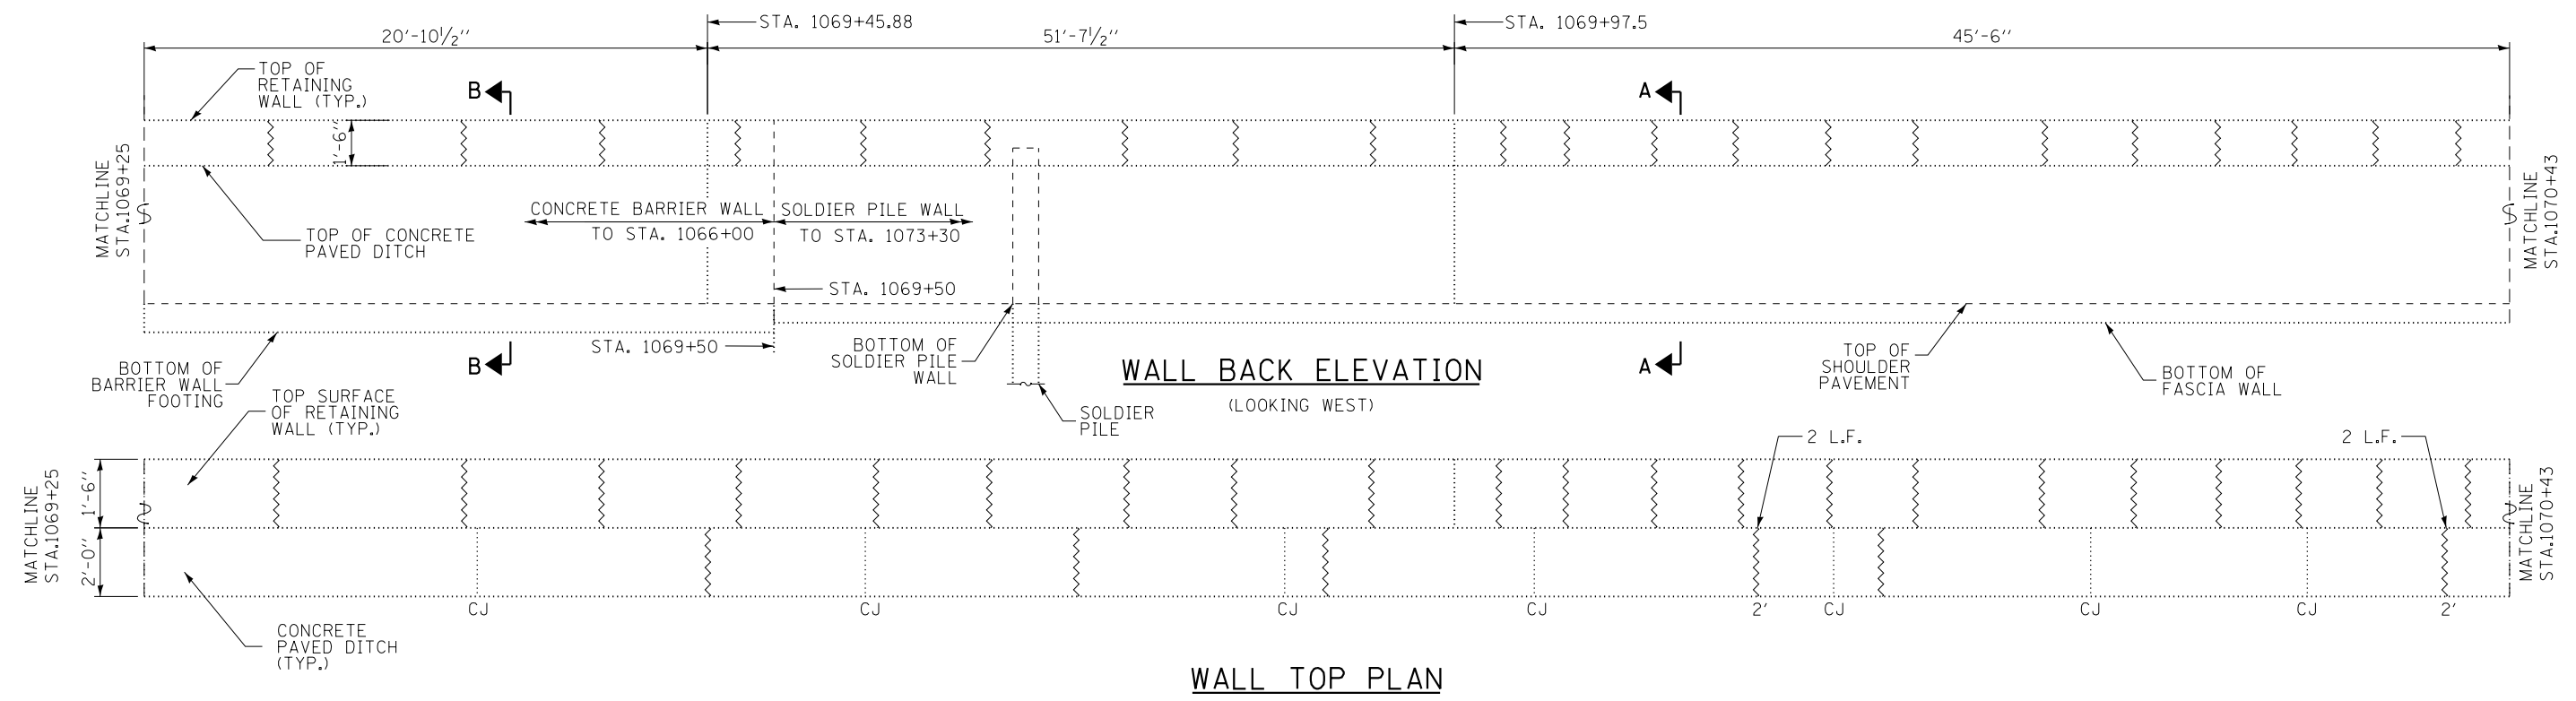 STA. 1069+45.88
STA. 1069+97.5
20'-10½"
51'-7½"
45'-6"
TOP OF
RETAINING
WALL (TYP.)
B
A
1'-6"
MATCHLINE
STA.1069+25
CONCRETE BARRIER WALL
TO STA. 1066+00
SOLDIER PILE WALL
TO STA. 1073+30
MATCHLINE
STA.1070+43
TOP OF CONCRETE
PAVED DITCH
STA. 1069+50
STA. 1069+50
B
BOTTOM OF
SOLDIER PILE
WALL
A
TOP OF
SHOULDER
PAVEMENT
BOTTOM OF
FASCIA WALL
BOTTOM OF
BARRIER WALL
FOOTING
WALL BACK ELEVATION
(LOOKING WEST)
SOLDIER
PILE
TOP SURFACE
OF RETAINING
WALL (TYP.)
2 L.F.
2 L.F.
MATCHLINE
STA.1069+25
1'-6"
2'-0"
MATCHLINE
STA.1070+43
CJ
CJ
CJ
CJ
2'
CJ
CJ
CJ
2'
CONCRETE
PAVED DITCH
(TYP.)
WALL TOP PLAN